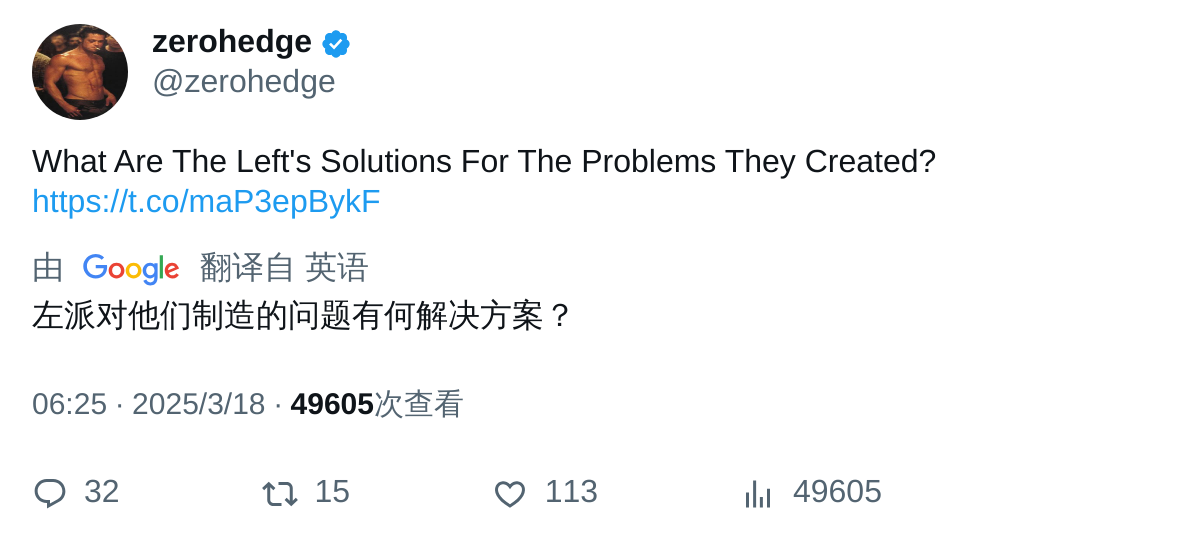 zerohedge
@zerohedge
What Are The Left's Solutions For The Problems They Created?
https://t.co/maP3epBykF
由 Google 翻译自 英语
左派对他们制造的问题有何解决方案？
06:25 · 2025/3/18 · 49605次查看
32 15 113 49605